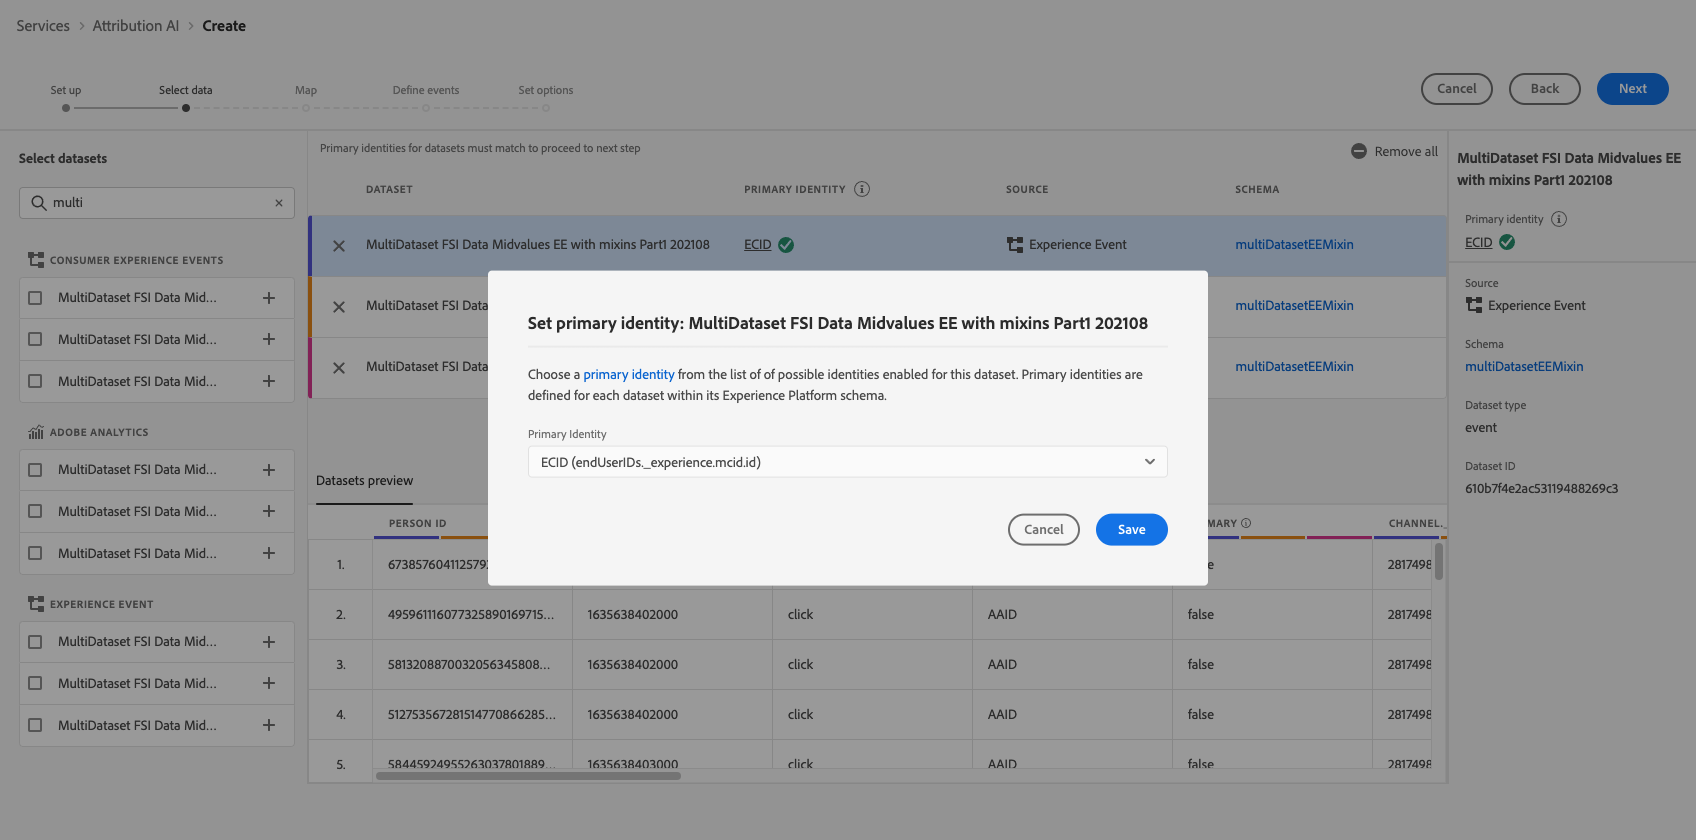 Services > Attribution AI > Create
Set up
Select data
Map
Define events
Set options
Cancel
Back
Next
Select datasets
multi
CONSUMER EXPERIENCE EVENTS
MultiDataset FSI Data Mid...
MultiDataset FSI Data Mid...
MultiDataset FSI Data Mid...
ADOBE ANALYTICS
MultiDataset FSI Data Mid...
MultiDataset FSI Data Mid...
MultiDataset FSI Data Mid...
EXPERIENCE EVENT
MultiDataset FSI Data Mid...
MultiDataset FSI Data Mid...
MultiDataset FSI Data Mid...
Primary identities for datasets must match to proceed to next step
Remove all
DATASET PRIMARY IDENTITY SOURCE SCHEMA
MultiDataset FSI Data Midvalues EE with mixins Part1 202108 ECID Experience Event multiDatasetEEMixin
MultiDataset FSI Data multiDatasetEEMixin
MultiDataset FSI Data multiDatasetEEMixin
Set primary identity: MultiDataset FSI Data Midvalues EE with mixins Part1 202108
Choose a primary identity from the list of of possible identities enabled for this dataset. Primary identities are
defined for each dataset within its Experience Platform schema.
Primary Identity
ECID (endUserIDs._experience.mcid.id)
Cancel
Save
Datasets preview
PERSON ID MARY CHANNEL._
1. 6738576041125792 e 2817498
2. 495961116077325890169715... 1635638402000 click AAID false 2817498
3. 581320887003205634580​8... 1635638402000 click AAID false 2817498
4. 512753567281514770866285... 1635638402000 click AAID false 2817498
5. 58445924955263037801889... 1635638403000 click AAID false 2817498
MultiDataset FSI Data Midvalues EE
with mixins Part1 202108
Primary identity
ECID
Source
Experience Event
Schema
multiDatasetEEMixin
Dataset type
event
Dataset ID
610b7f4e2ac53119488269c3